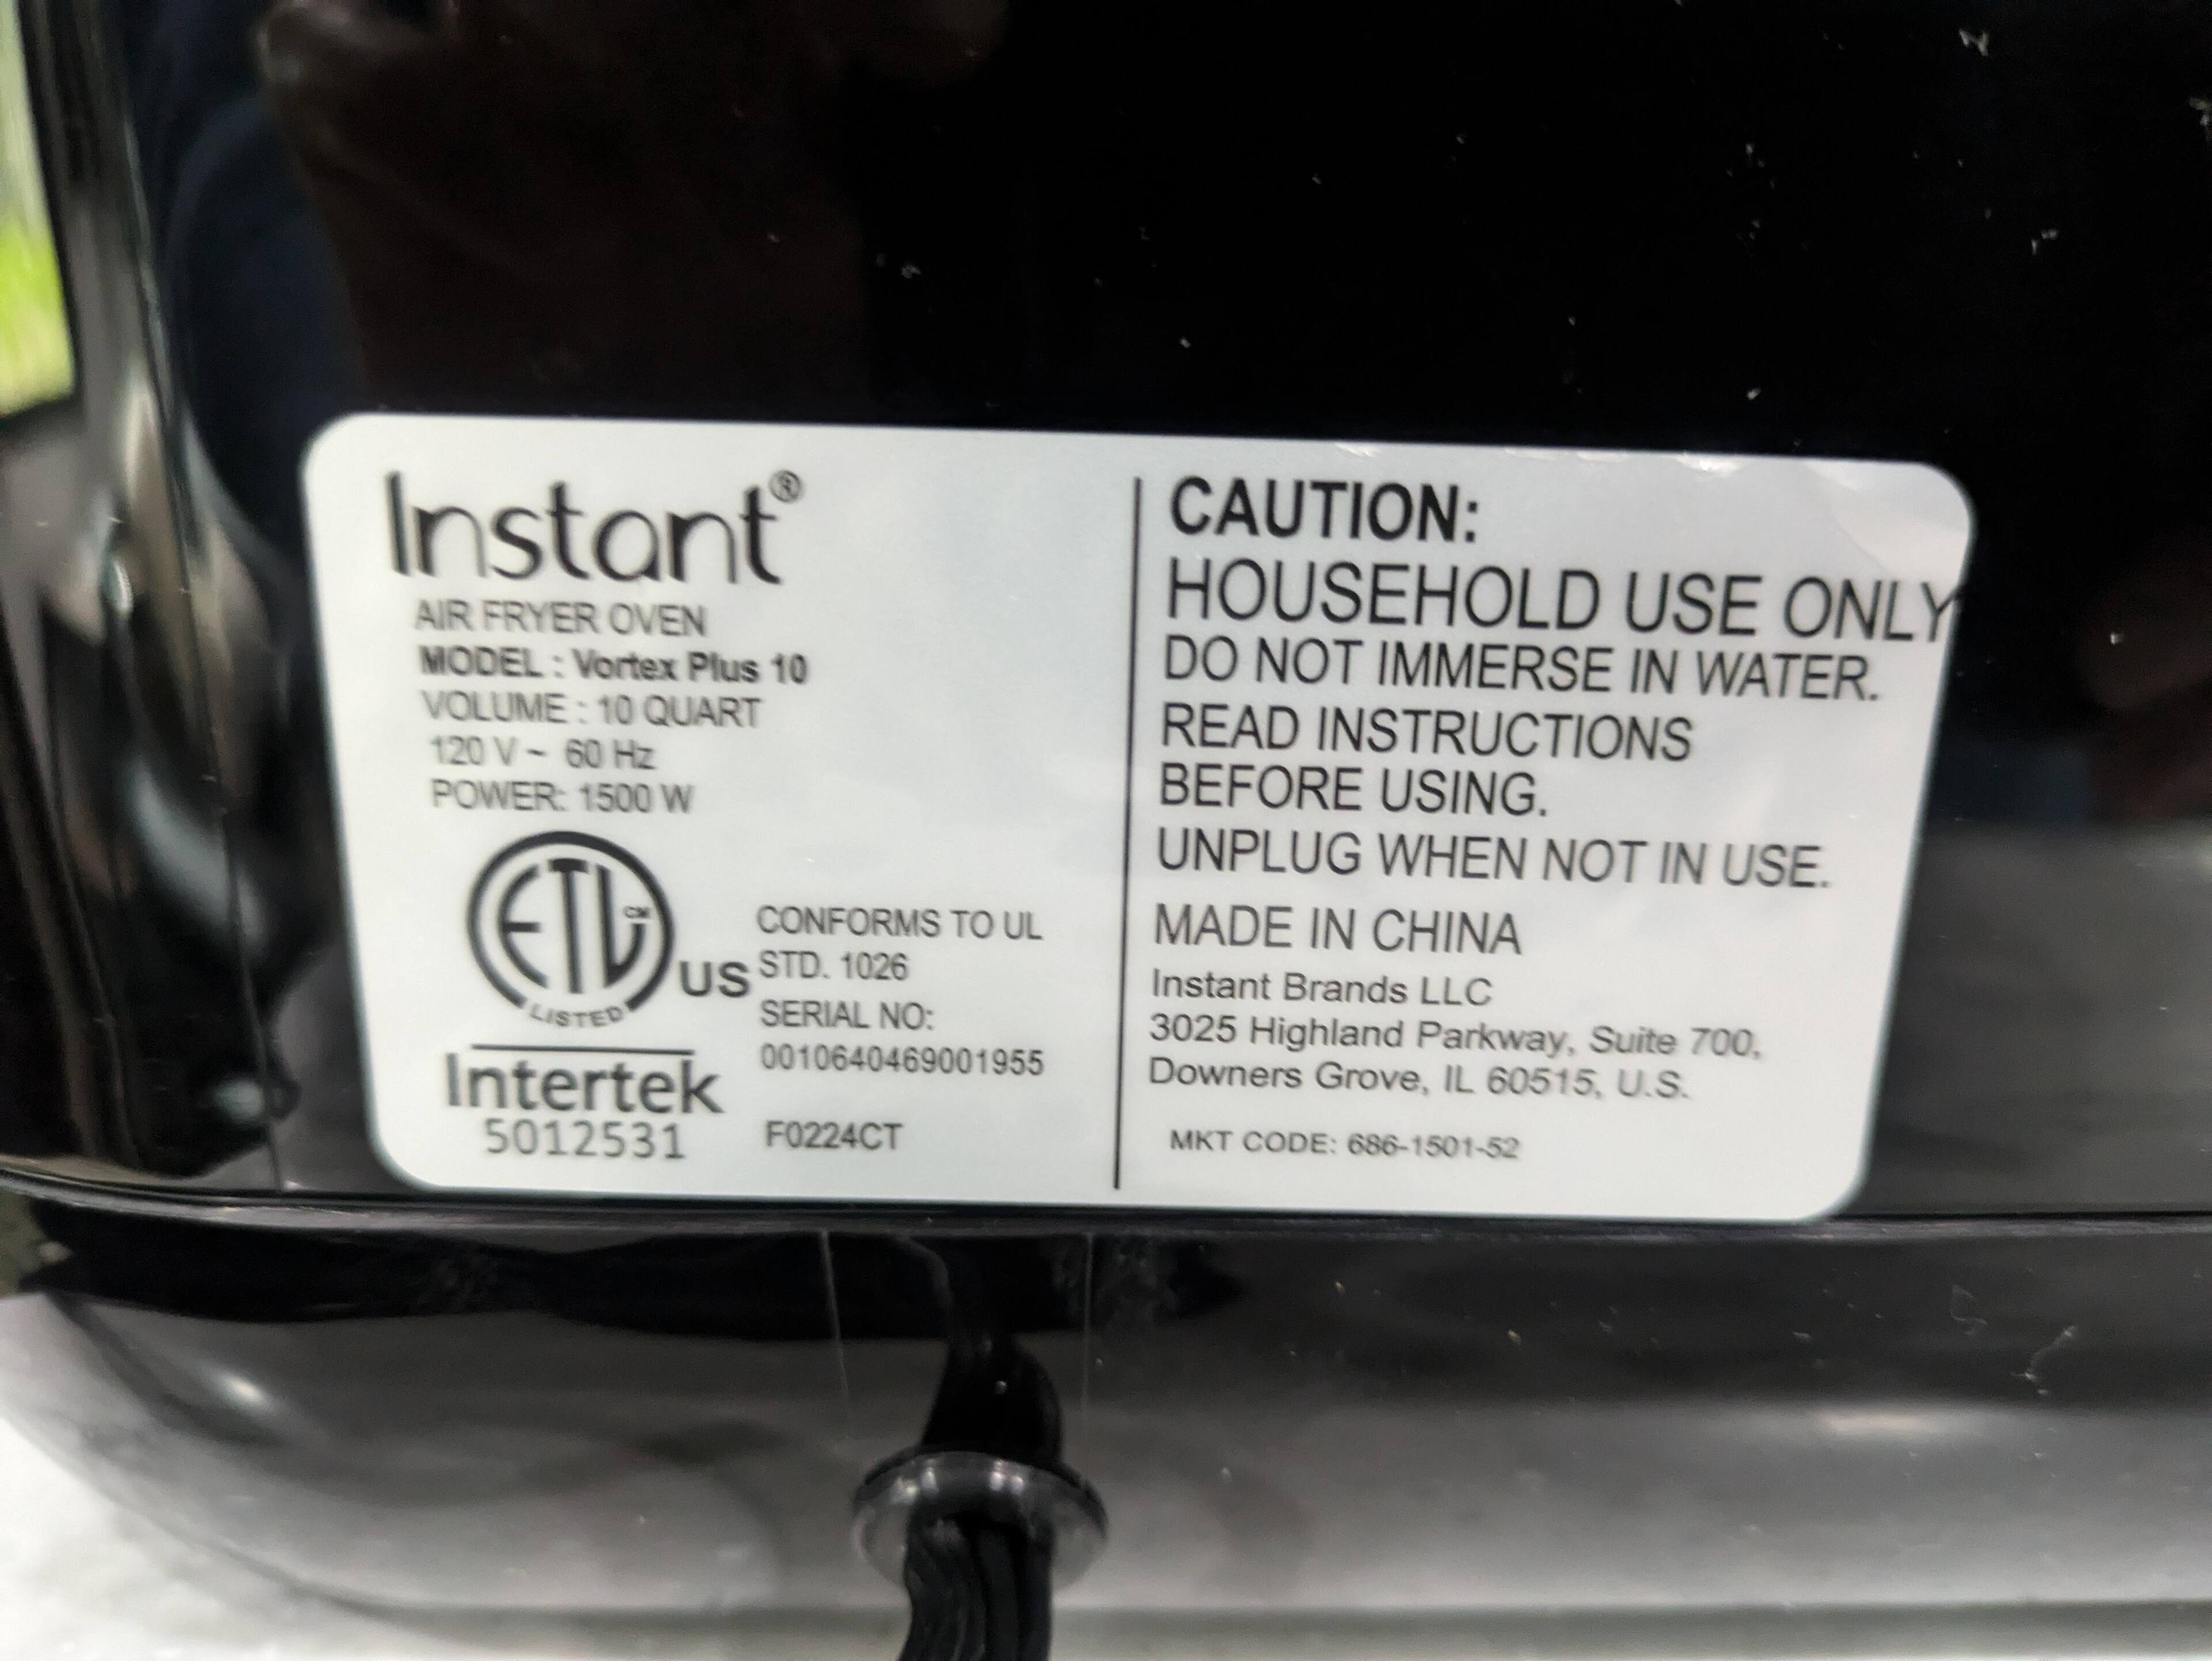 Instant®
AIR FRYER OVEN
MODEL : Vortex Plus 10
VOLUME : 10 QUART
120 V ~ 60 Hz
POWER: 1500 W
ETL CM
LISTED
US
Intertek
5012531
CONFORMS TO UL
STD. 1026
SERIAL NO:
0010640469001955
F0224CT
CAUTION:
HOUSEHOLD USE ONLY
DO NOT IMMERSE IN WATER.
READ INSTRUCTIONS
BEFORE USING.
UNPLUG WHEN NOT IN USE.
MADE IN CHINA
Instant Brands LLC
3025 Highland Parkway, Suite 700,
Downers Grove, IL 60515, U.S.
MKT CODE: 686-1501-52